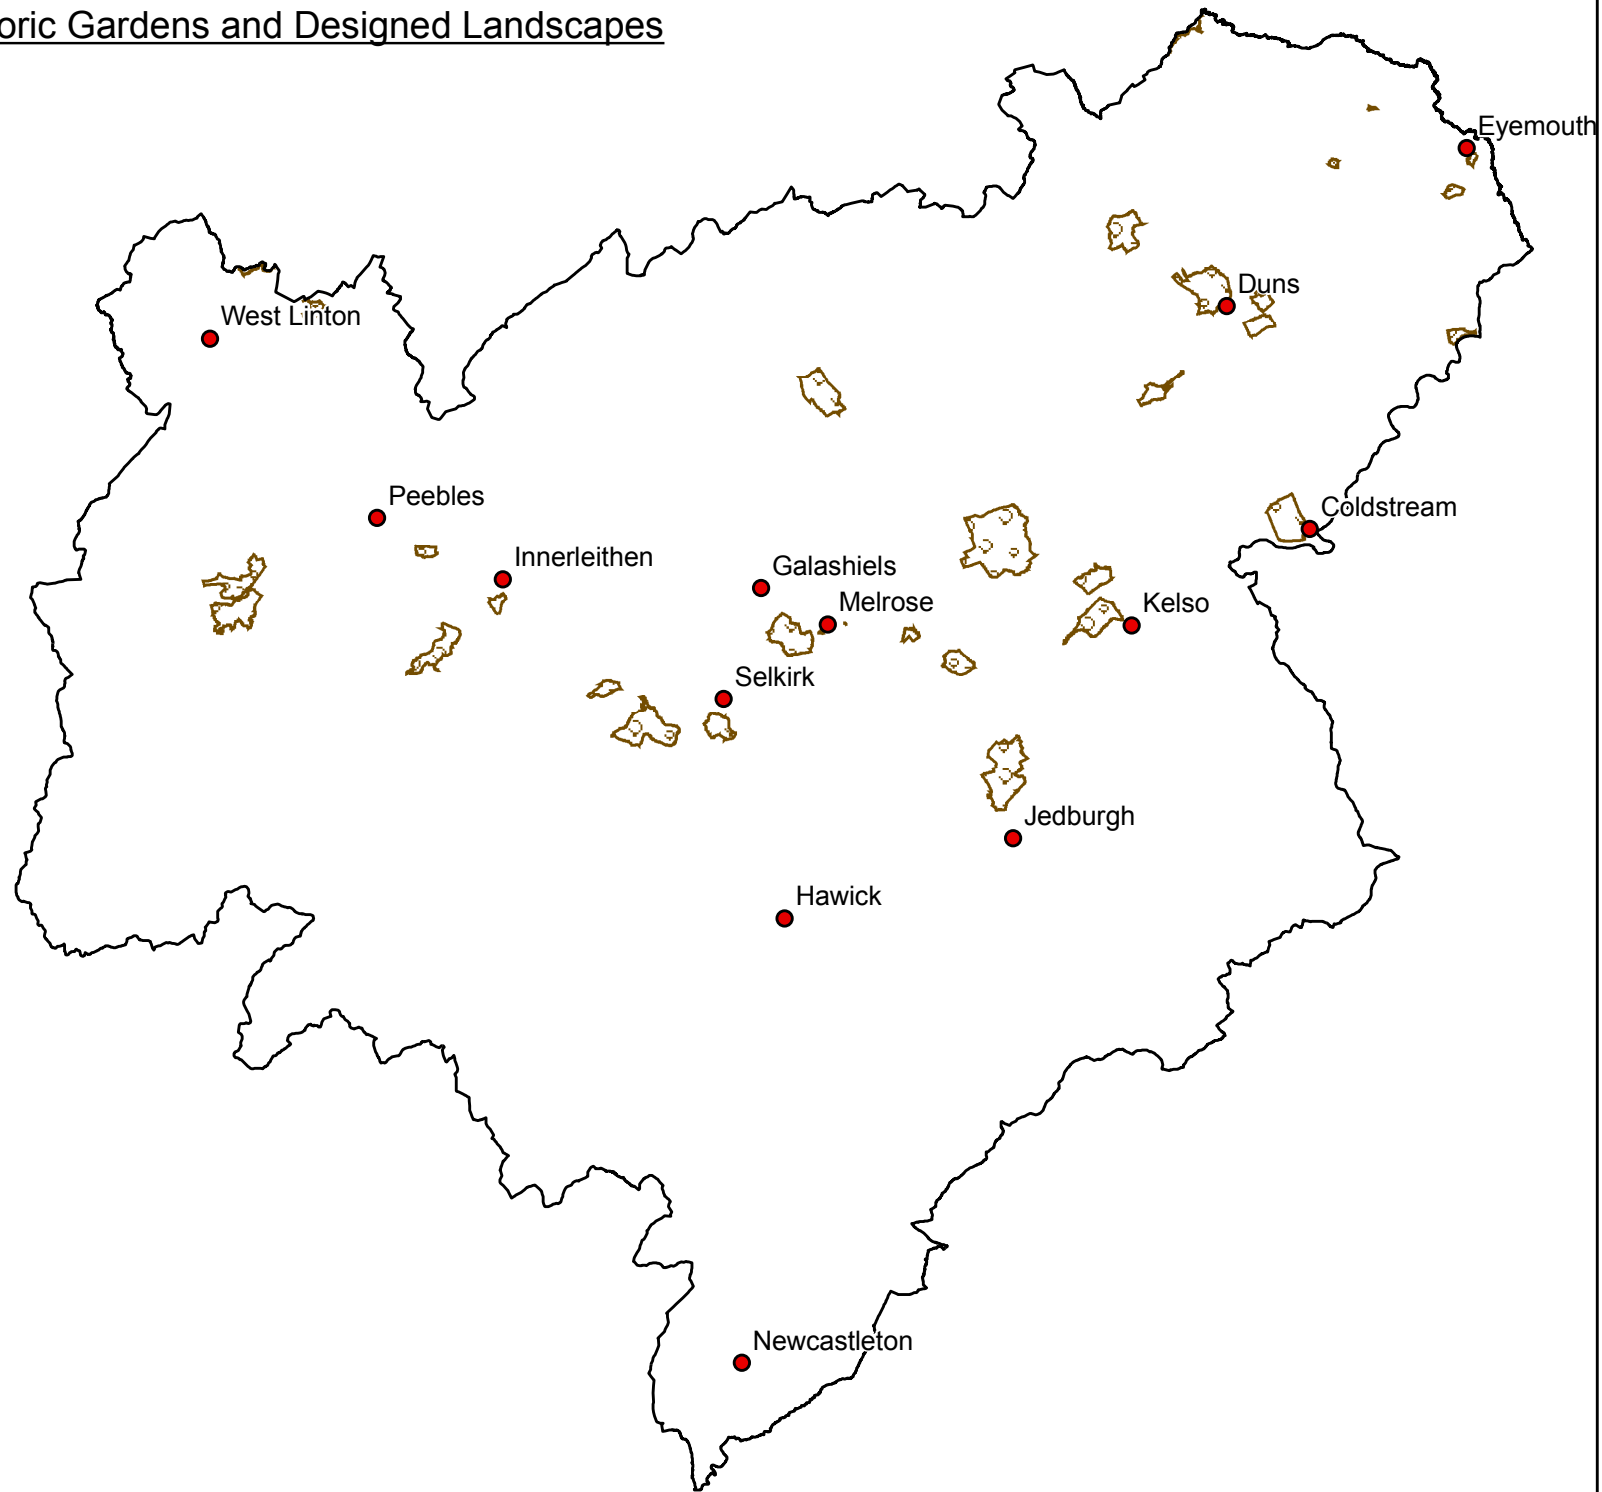 oric Gardens and Designed Landscapes
Eyemouth
Duns
West Linton
Peebles
Coldstream
Innerleithen
Galashiels
Melrose
Kelso
Selkirk
Jedburgh
Hawick
Newcastleton